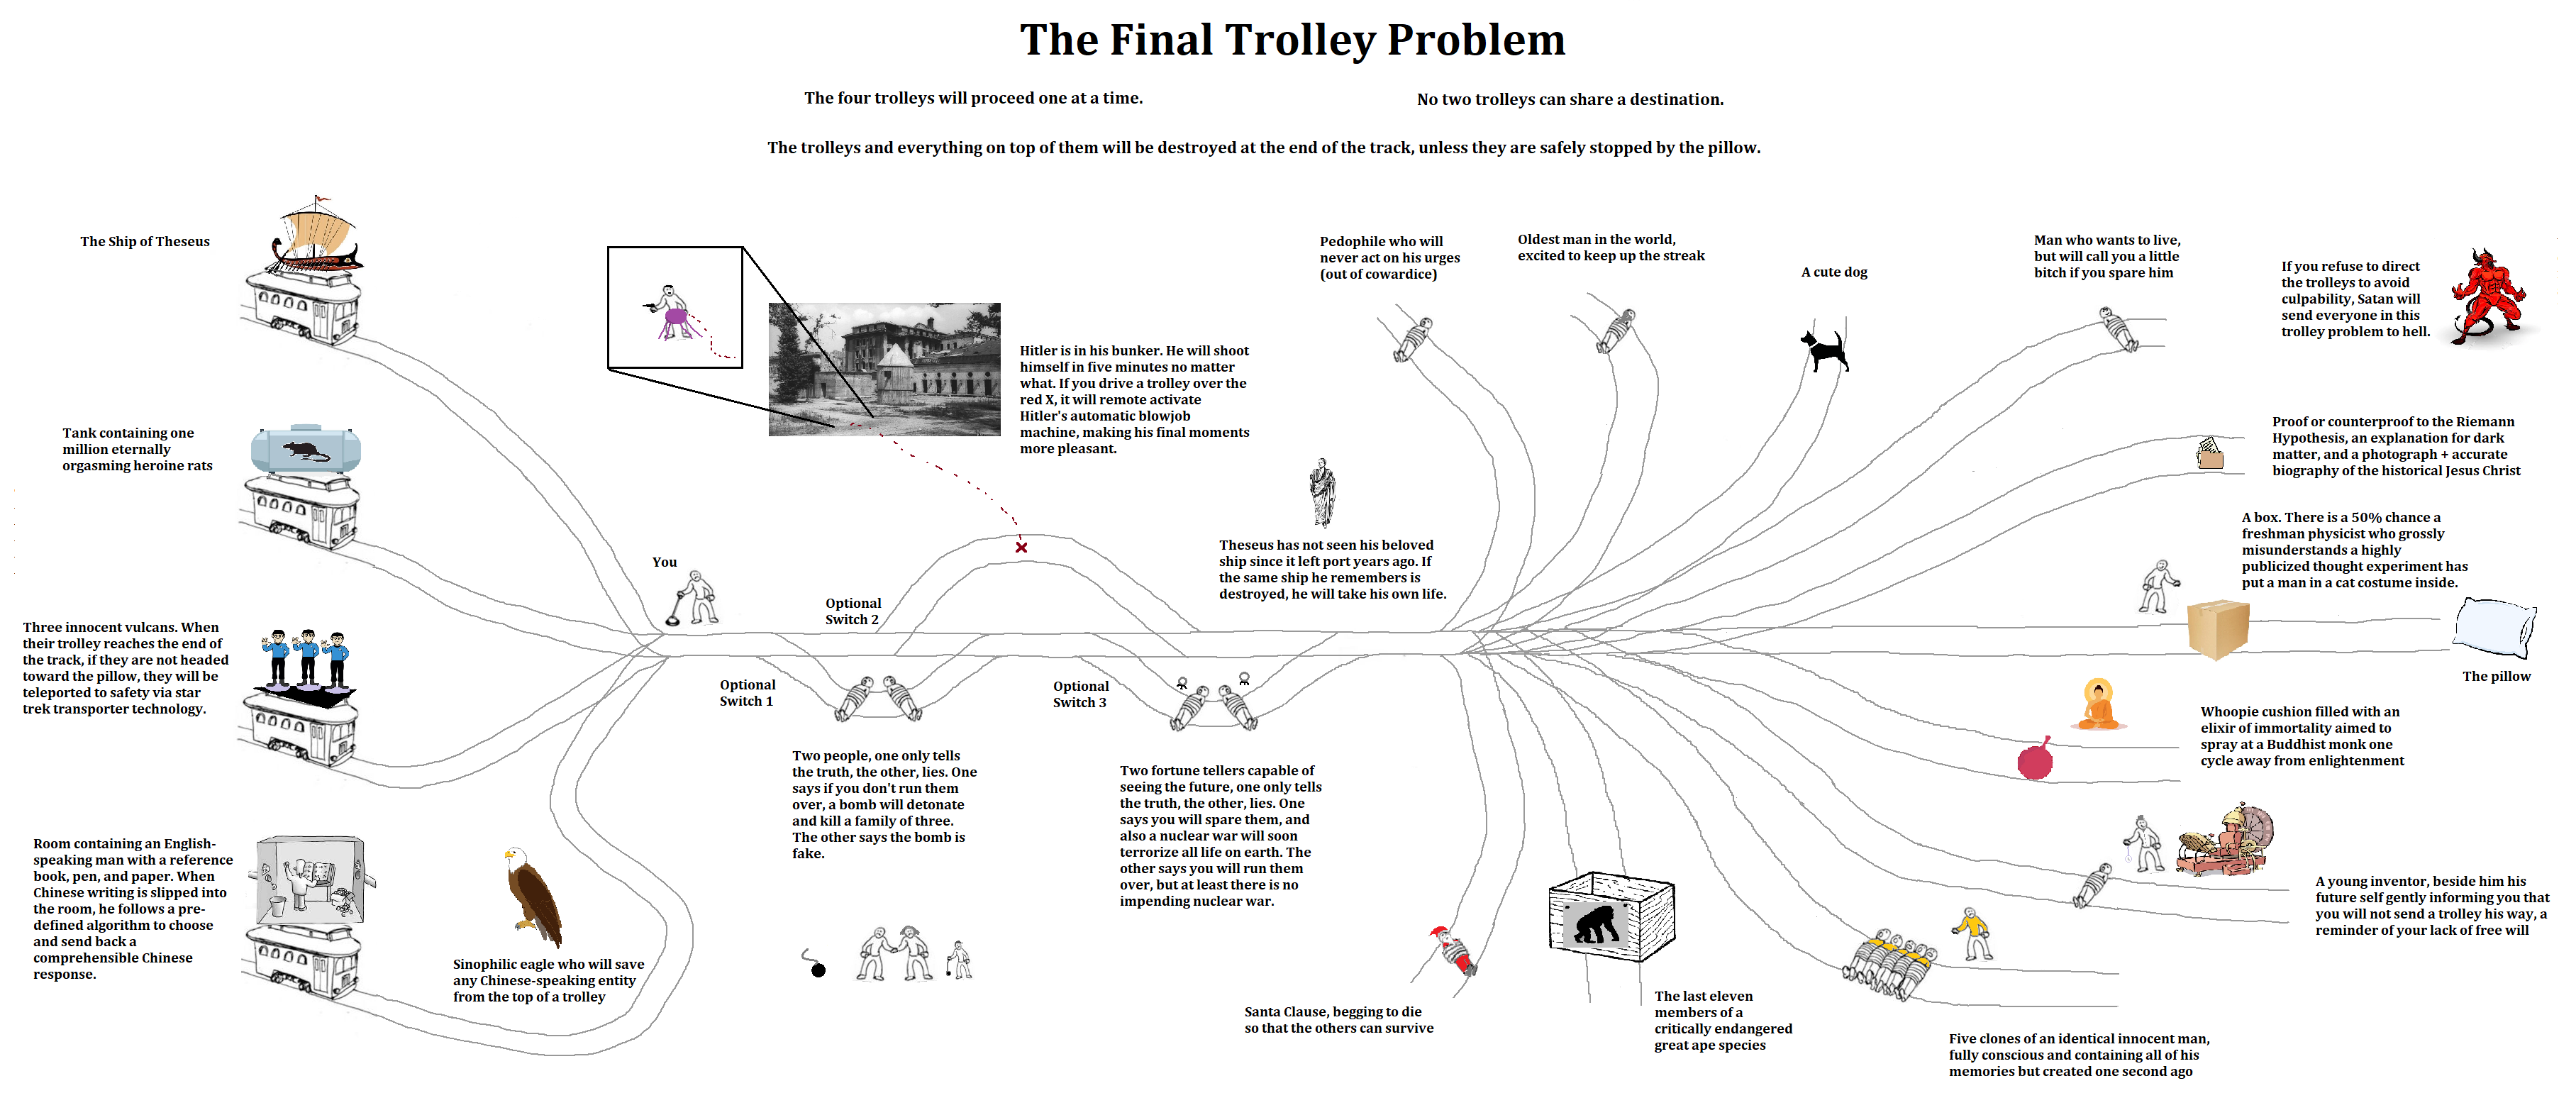 The Final Trolley Problem
The four trolleys will proceed one at a time.
No two trolleys can share a destination.
The trolleys and everything on top of them will be destroyed at the end of the track, unless they are safely stopped by the pillow.
The Ship of Theseus
Tank containing one
million eternally
orgasming heroine rats
Three innocent vulcans. When
their trolley reaches the end of
the track, if they are not headed
toward the pillow, they will be
teleported to safety via star
trek transporter technology.
Room containing an English-
speaking man with a reference
book, pen, and paper. When
Chinese writing is slipped into
the room, he follows a pre-
defined algorithm to choose
and send back a
comprehensible Chinese
response.
Sinophilic eagle who will save
any Chinese-speaking entity
from the top of a trolley
You
Optional
Switch 1
Two people, one only tells
the truth, the other, lies. One
says if you don't run them
over, a bomb will detonate
and kill a family of three.
The other says the bomb is
fake.
Optional
Switch 2
Hitler is in his bunker. He will shoot
himself in five minutes no matter
what. If you drive a trolley over the
red X, it will remote activate
Hitler's automatic blowjob
machine, making his final moments
more pleasant.
Optional
Switch 3
Two fortune tellers capable of
seeing the future, one only tells
the truth, the other, lies. One
says you will spare them, and
also a nuclear war will soon
terrorize all life on earth. The
other says you will run them
over, but at least there is no
impending nuclear war.
Theseus has not seen his beloved
ship since it left port years ago. If
the same ship he remembers is
destroyed, he will take his own life.
Pedophile who will
never act on his urges
(out of cowardice)
Oldest man in the world,
excited to keep up the streak
A cute dog
Man who wants to live,
but will call you a little
bitch if you spare him
If you refuse to direct
the trolleys to avoid
culpability, Satan will
send everyone in this
trolley problem to hell.
Proof or counterproof to the Riemann
Hypothesis, an explanation for dark
matter, and a photograph + accurate
biography of the historical Jesus Christ
A box. There is a 50% chance a
freshman physicist who grossly
misunderstands a highly
publicized thought experiment has
put a man in a cat costume inside.
The pillow
Whoopie cushion filled with an
elixir of immortality aimed to
spray at a Buddhist monk one
cycle away from enlightenment
A young inventor, beside him his
future self gently informing you that
you will not send a trolley his way, a
reminder of your lack of free will
Five clones of an identical innocent man,
fully conscious and containing all of his
memories but created one second ago
The last eleven
members of a
critically endangered
great ape species
Santa Clause, begging to die
so that the others can survive